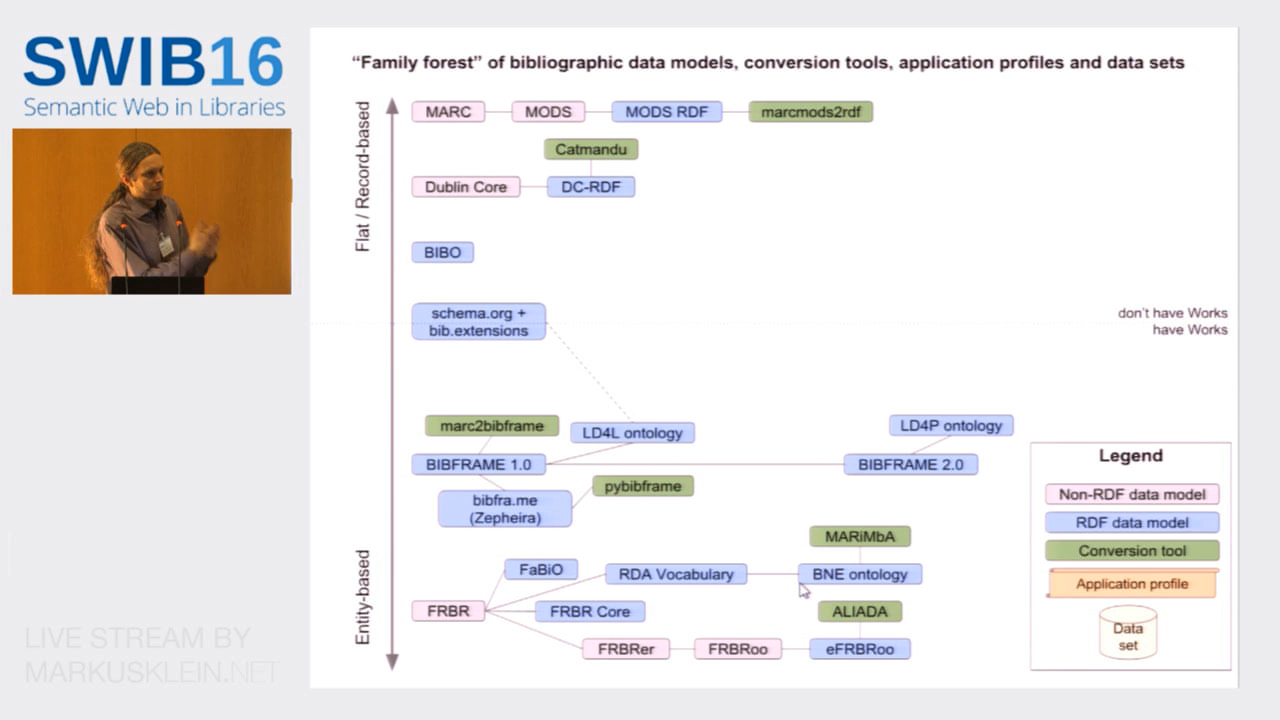 SWIB16
Semantic Web in Libraries
“Family forest” of bibliographic data models, conversion tools, application profiles and data sets
Flat / Record-based
MARC
MODS
MODS RDF
marcmods2rdf
Catmandu
Dublin Core
DC-RDF
BIBO
schema.org +
bib.extensions
don't have Works
have Works
marc2bibframe
LD4L ontology
LD4P ontology
BIBFRAME 1.0
BIBFRAME 2.0
bibfra.me
(Zepheira)
pybibframe
Entity-based
MARiMbA
FaBiO
RDA Vocabulary
BNE ontology
FRBR
FRBR Core
ALIADA
FRBRer
FRBRoo
eFRBRoo
Legend
Non-RDF data model
RDF data model
Conversion tool
Application profile
Data
set
LIVE STREAM BY
MARKUSKLEIN.NET